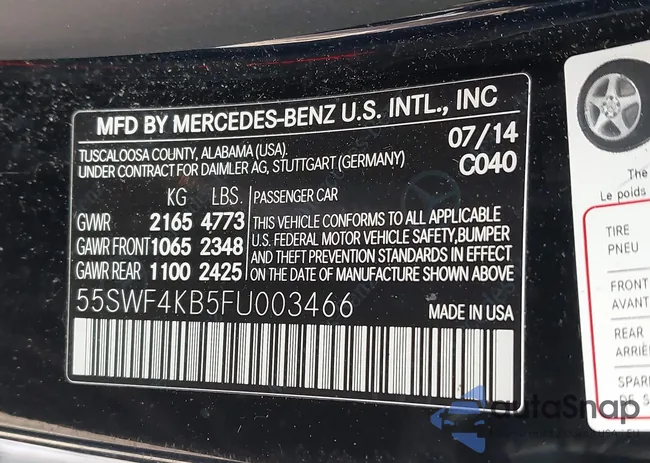 MFD BY MERCEDES-BENZ U.S. INTL., INC
TUSCALOOSA COUNTY, ALABAMA (USA).
UNDER CONTRACT FOR DAIMLER AG, STUTTGART (GERMANY)
07/14
C040
KG LBS.
GVWR 2165 4773
GAWR FRONT 1065 2348
GAWR REAR 1100 2425
PASSENGER CAR
THIS VEHICLE CONFORMS TO ALL APPLICABLE
U.S. FEDERAL MOTOR VEHICLE SAFETY,BUMPER
AND THEFT PREVENTION STANDARDS IN EFFECT
ON DATE OF MANUFACTURE SHOWN ABOVE
55SWF4KB5FU003466
MADE IN USA
The
Le poids
TIRE
PNEU
FRONT
AVANT
REAR
ARRIÈ
SPAR
DE S
autoSnap